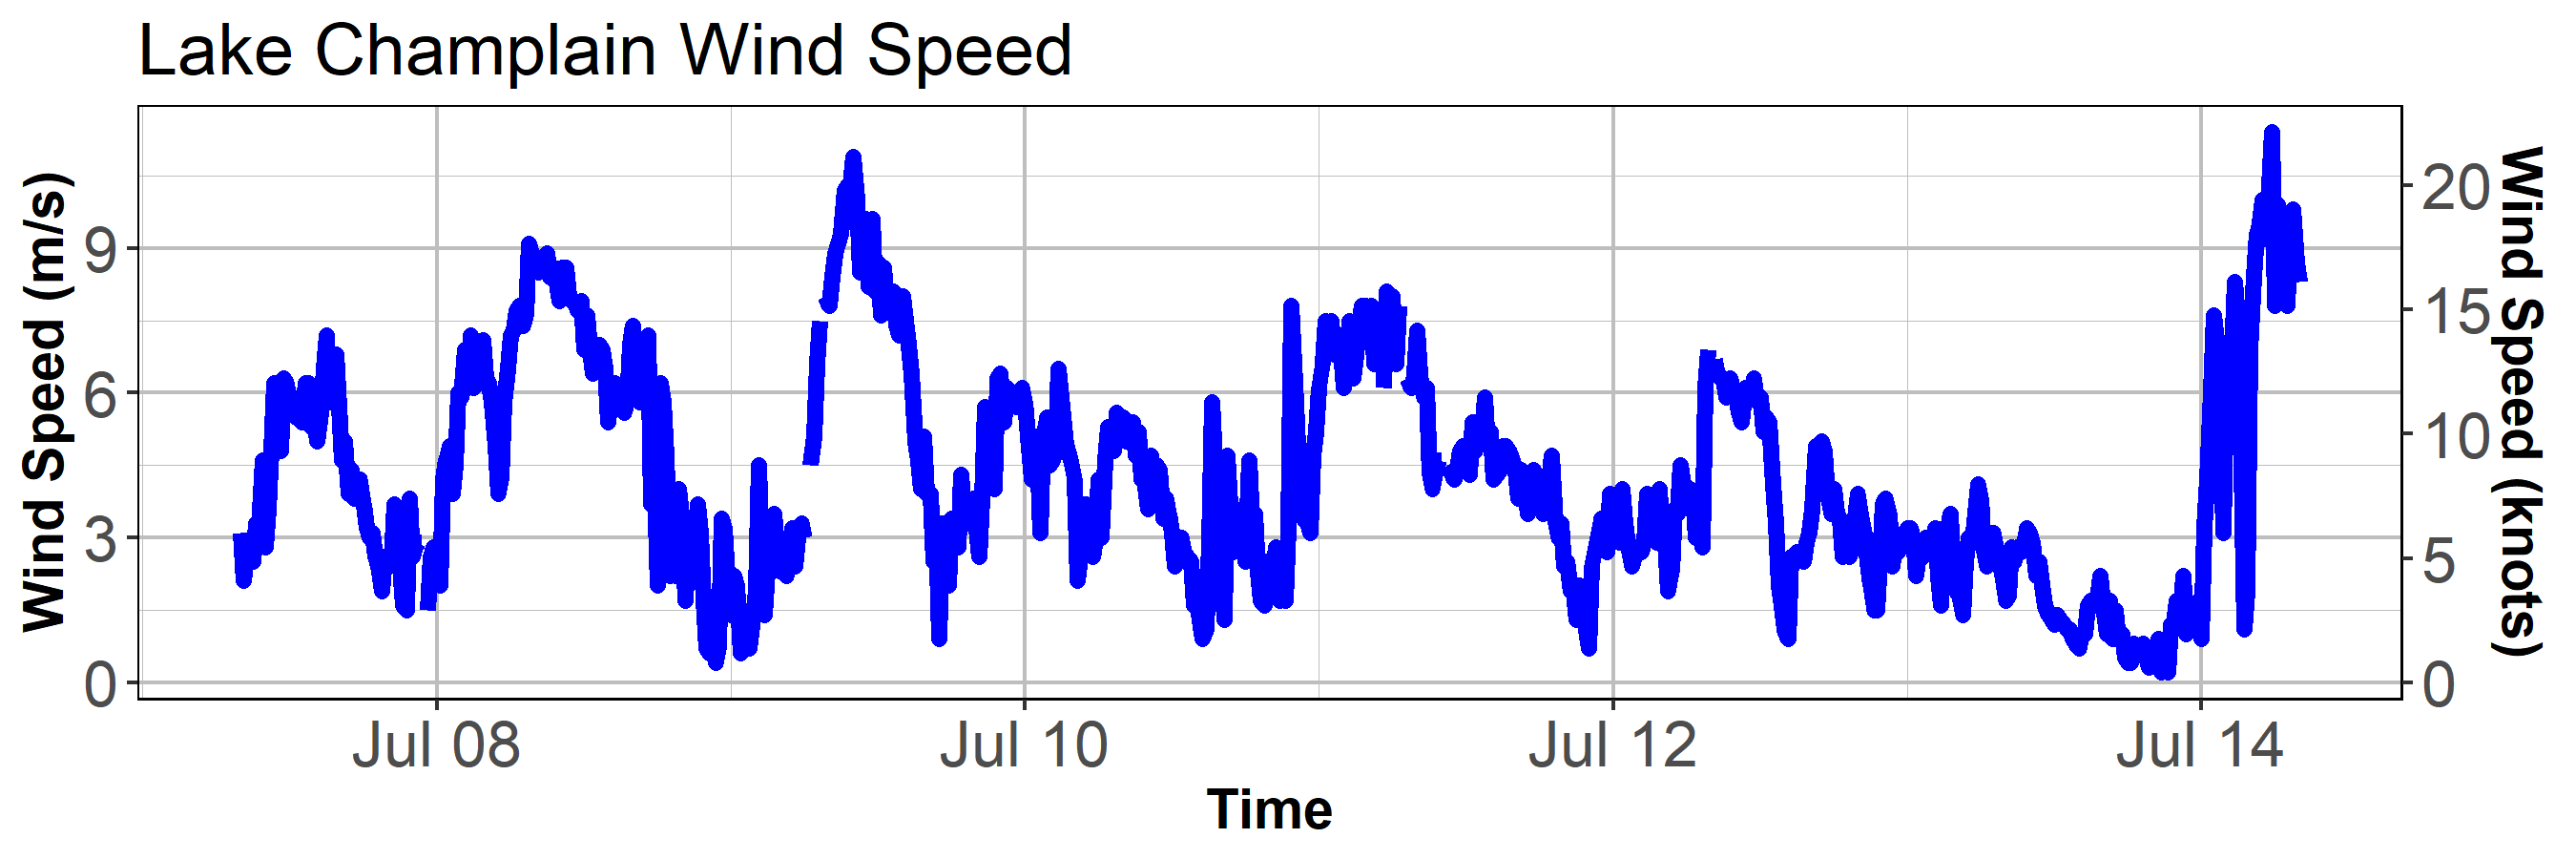 Lake Champlain Wind Speed
Wind Speed (m/s)
9
6
3
0
20
15
10
5
0
Wind Speed (knots)
Jul 08
Jul 10
Jul 12
Jul 14
Time